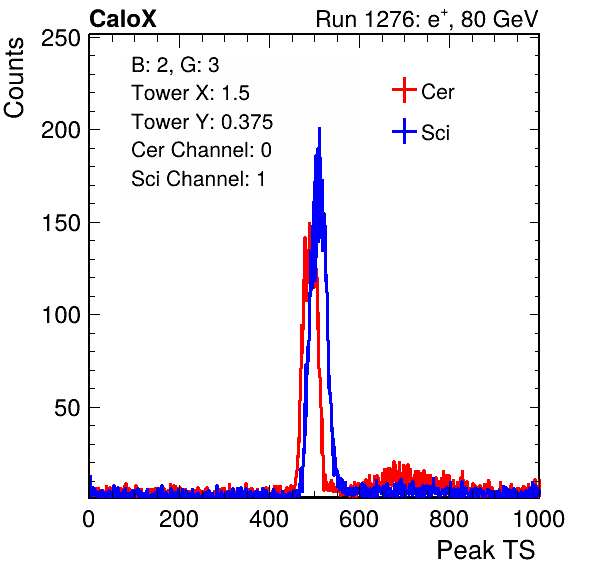 CaloX Run 1276: e⁺, 80 GeV
Counts
250
200
150
100
50
B: 2, G: 3
Tower X: 1.5
Tower Y: 0.375
Cer Channel: 0
Sci Channel: 1
Cer
Sci
0 200 400 600 800 1000
Peak TS